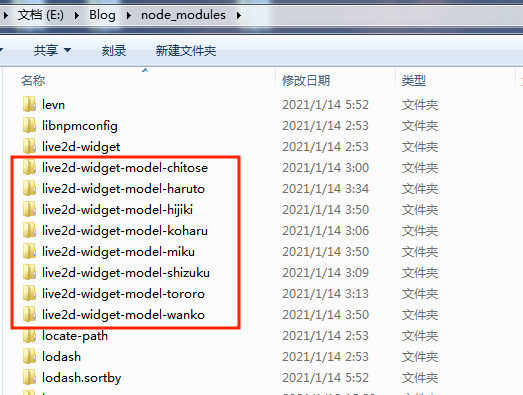 文档 (E:) Blog node_modules
共享 刻录 新建文件夹
名称 修改日期 类型
levn 2021/1/14 5:52 文件夹
libnpmconfig 2021/1/14 2:53 文件夹
live2d-widget 2021/1/14 2:53 文件夹
live2d-widget-model-chitose 2021/1/14 3:00 文件夹
live2d-widget-model-haruto 2021/1/14 3:34 文件夹
live2d-widget-model-hijiki 2021/1/14 3:50 文件夹
live2d-widget-model-koharu 2021/1/14 3:06 文件夹
live2d-widget-model-miku 2021/1/14 3:50 文件夹
live2d-widget-model-shizuku 2021/1/14 3:09 文件夹
live2d-widget-model-tororo 2021/1/14 3:13 文件夹
live2d-widget-model-wanko 2021/1/14 3:50 文件夹
locate-path 2021/1/14 2:53 文件夹
lodash 2021/1/14 2:53 文件夹
lodash.sortby 2021/1/14 5:52 文件夹